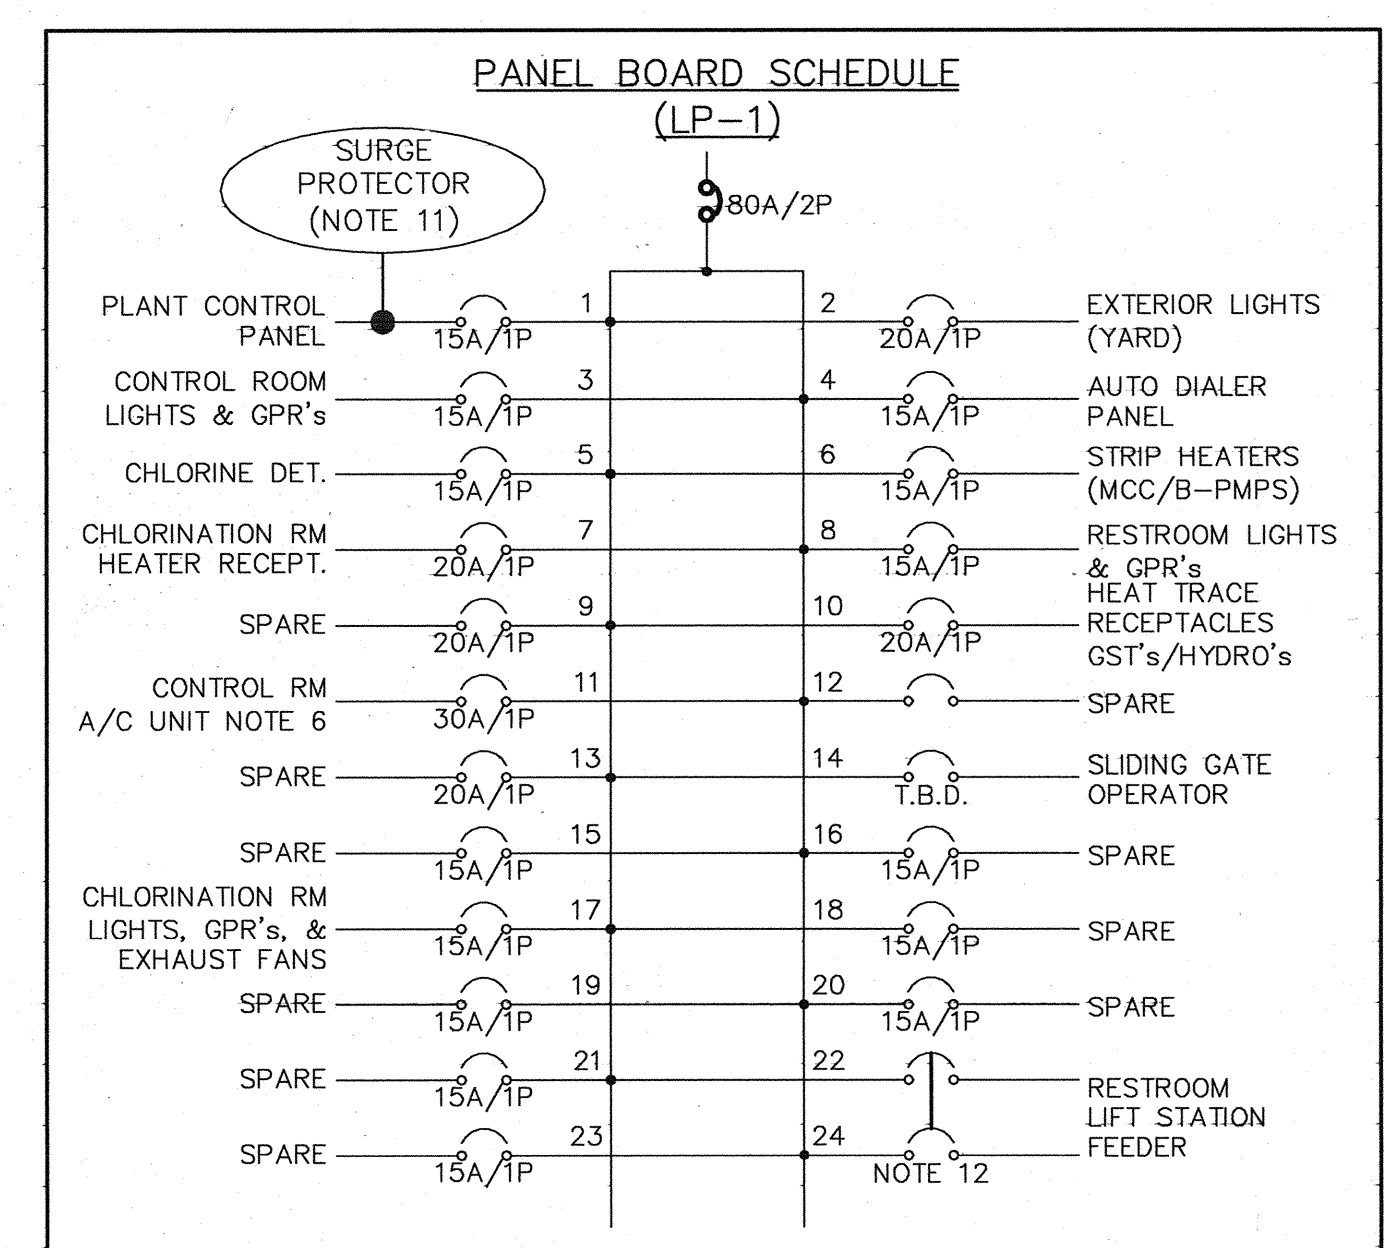 PANEL BOARD SCHEDULE
(LP-1)
SURGE
PROTECTOR
(NOTE 11)
80A/2P
PLANT CONTROL
PANEL
15A/1P
1
2
20A/1P
EXTERIOR LIGHTS
(YARD)
CONTROL ROOM
LIGHTS & GPR's
15A/1P
3
4
15A/1P
AUTO DIALER
PANEL
CHLORINE DET.
15A/1P
5
6
15A/1P
STRIP HEATERS
(MCC/B-PMPS)
CHLORINATION RM
HEATER RECEPT.
20A/1P
7
8
15A/1P
RESTROOM LIGHTS
& GPR's
SPARE
20A/1P
9
10
20A/1P
HEAT TRACE
RECEPTACLES
GST's/HYDRO's
CONTROL RM
A/C UNIT NOTE 6
30A/1P
11
12
SPARE
SPARE
20A/1P
13
14
T.B.D.
SLIDING GATE
OPERATOR
SPARE
15A/1P
15
16
15A/1P
SPARE
CHLORINATION RM
LIGHTS, GPR's, &
EXHAUST FANS
15A/1P
17
18
15A/1P
SPARE
SPARE
15A/1P
19
20
15A/1P
SPARE
SPARE
15A/1P
21
22
RESTROOM
LIFT STATION
FEEDER
SPARE
15A/1P
23
24
NOTE 12